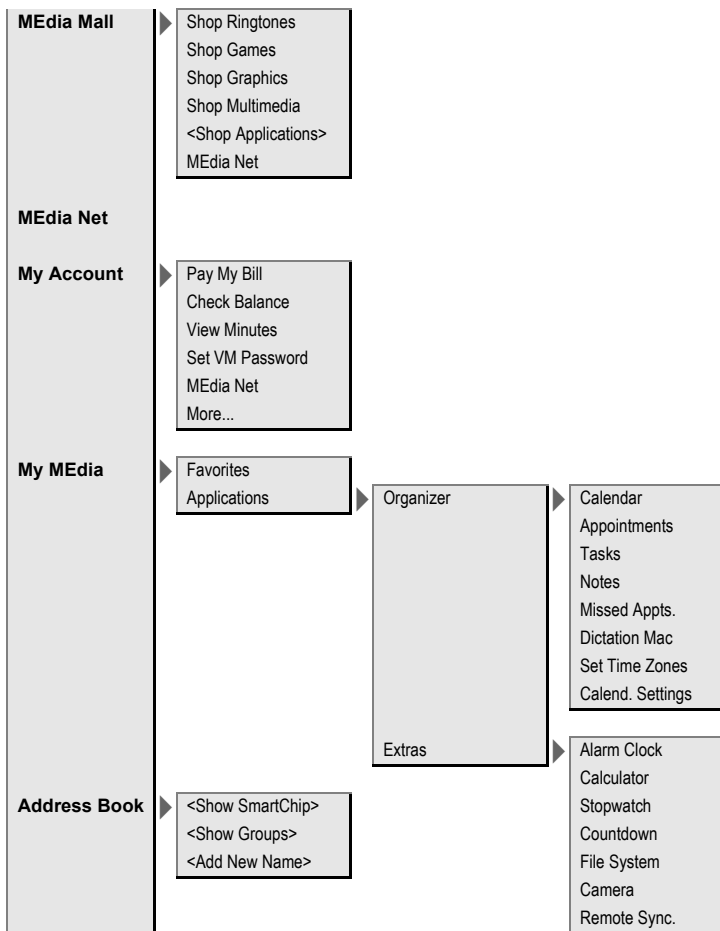 MEdia Mall
Shop Ringtones
Shop Games
Shop Graphics
Shop Multimedia
<Shop Applications>
MEdia Net
MEdia Net
My Account
Pay My Bill
Check Balance
View Minutes
Set VM Password
MEdia Net
More...
My MEdia
Favorites
Applications
Organizer
Calendar
Appointments
Tasks
Notes
Missed Appts.
Dictation Mac
Set Time Zones
Calend. Settings
Extras
Alarm Clock
Calculator
Stopwatch
Countdown
File System
Camera
Remote Sync.
Address Book
<Show SmartChip>
<Show Groups>
<Add New Name>